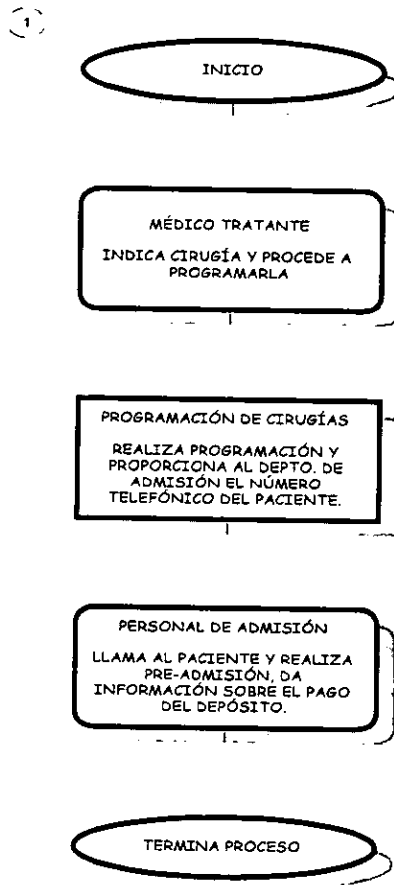 1
INICIO
MÉDICO TRATANTE
INDICA CIRUGÍA Y PROCEDE A
PROGRAMARLA
PROGRAMACIÓN DE CIRUGÍAS
REALIZA PROGRAMACIÓN Y
PROPORCIONA AL DEPTO. DE
ADMISIÓN EL NÚMERO
TELEFÓNICO DEL PACIENTE.
PERSONAL DE ADMISIÓN
LLAMA AL PACIENTE Y REALIZA
PRE-ADMISIÓN, DA
INFORMACIÓN SOBRE EL PAGO
DEL DEPÓSITO.
TERMINA PROCESO